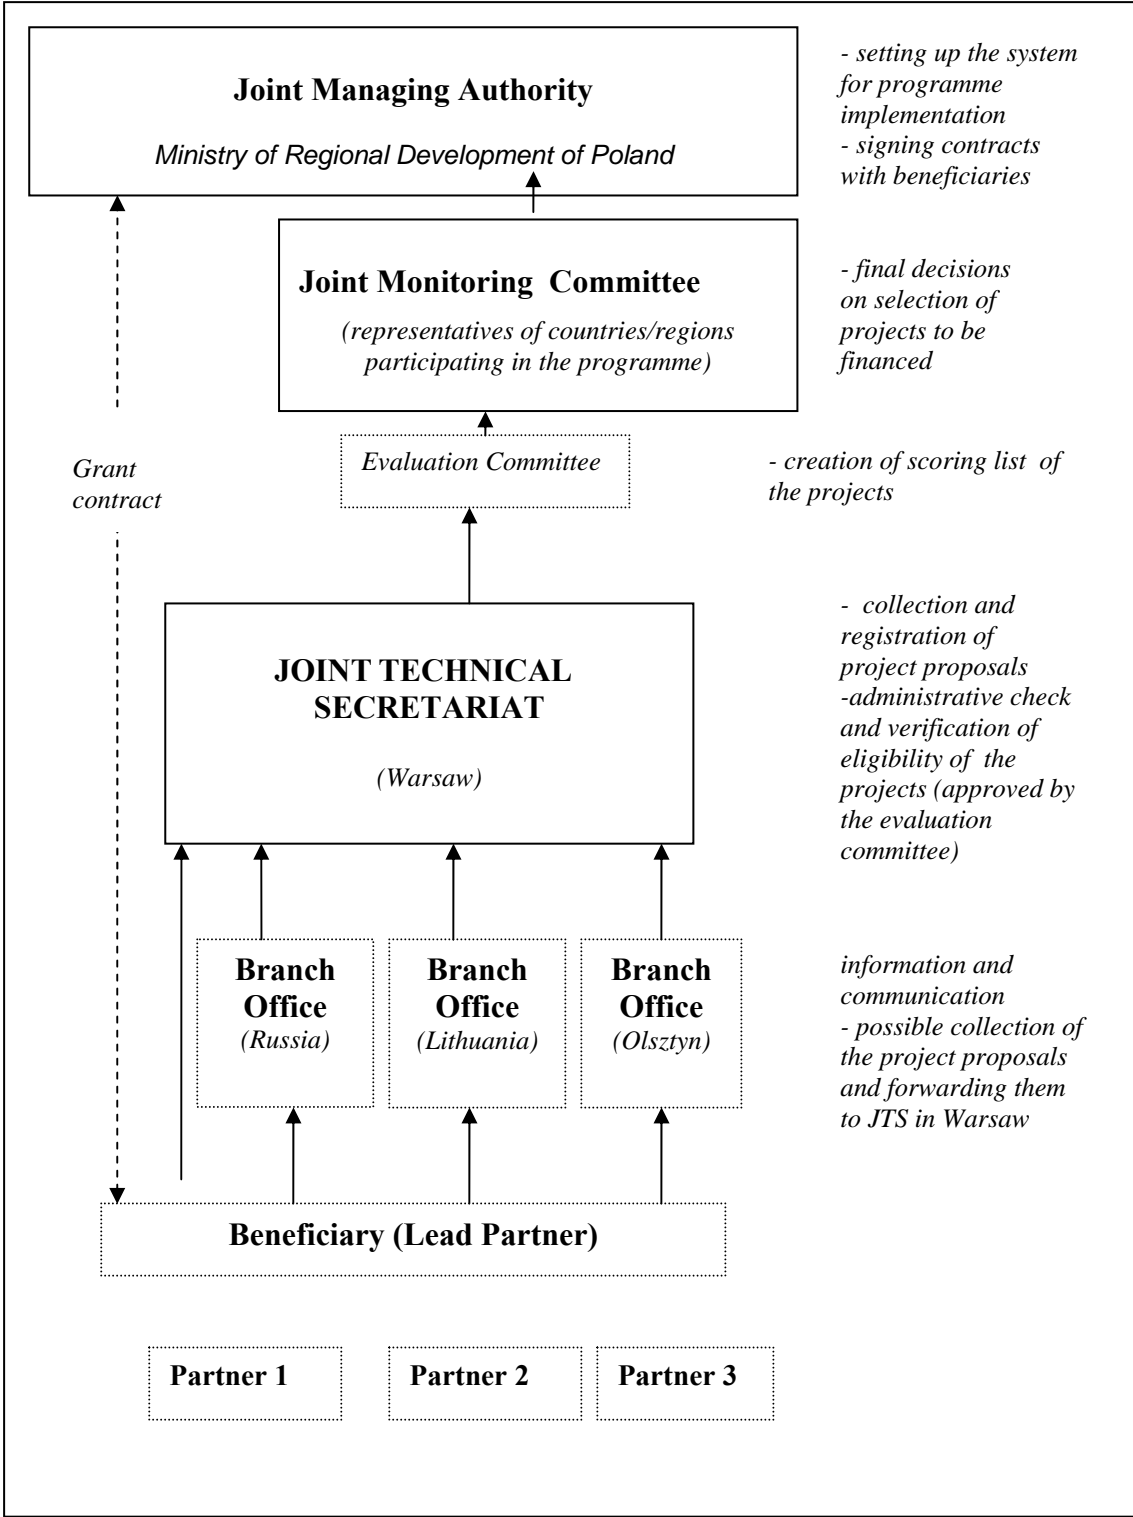 Joint Managing Authority
Ministry of Regional Development of Poland
- setting up the system
for programme
implementation
- signing contracts
with beneficiaries
Joint Monitoring Committee
(representatives of countries/regions
participating in the programme)
- final decisions
on selection of
projects to be
financed
Grant
contract
Evaluation Committee
- creation of scoring list of
the projects
JOINT TECHNICAL
SECRETARIAT
(Warsaw)
- collection and
registration of
project proposals
-administrative check
and verification of
eligibility of the
projects (approved by
the evaluation
committee)
Branch
Office
(Russia)
Branch
Office
(Lithuania)
Branch
Office
(Olsztyn)
information and
communication
- possible collection of
the project proposals
and forwarding them
to JTS in Warsaw
Beneficiary (Lead Partner)
Partner 1
Partner 2
Partner 3